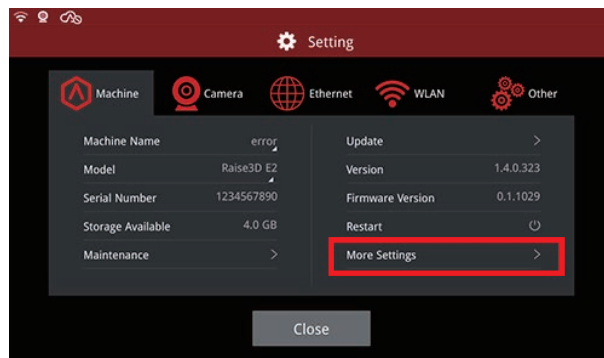 Setting
Machine Camera Ethernet WLAN Other
Machine Name error
Model Raise3D E2
Serial Number 1234567890
Storage Available 4.0 GB
Maintenance
Update
Version 1.4.0.323
Firmware Version 0.1.1029
Restart
More Settings
Close